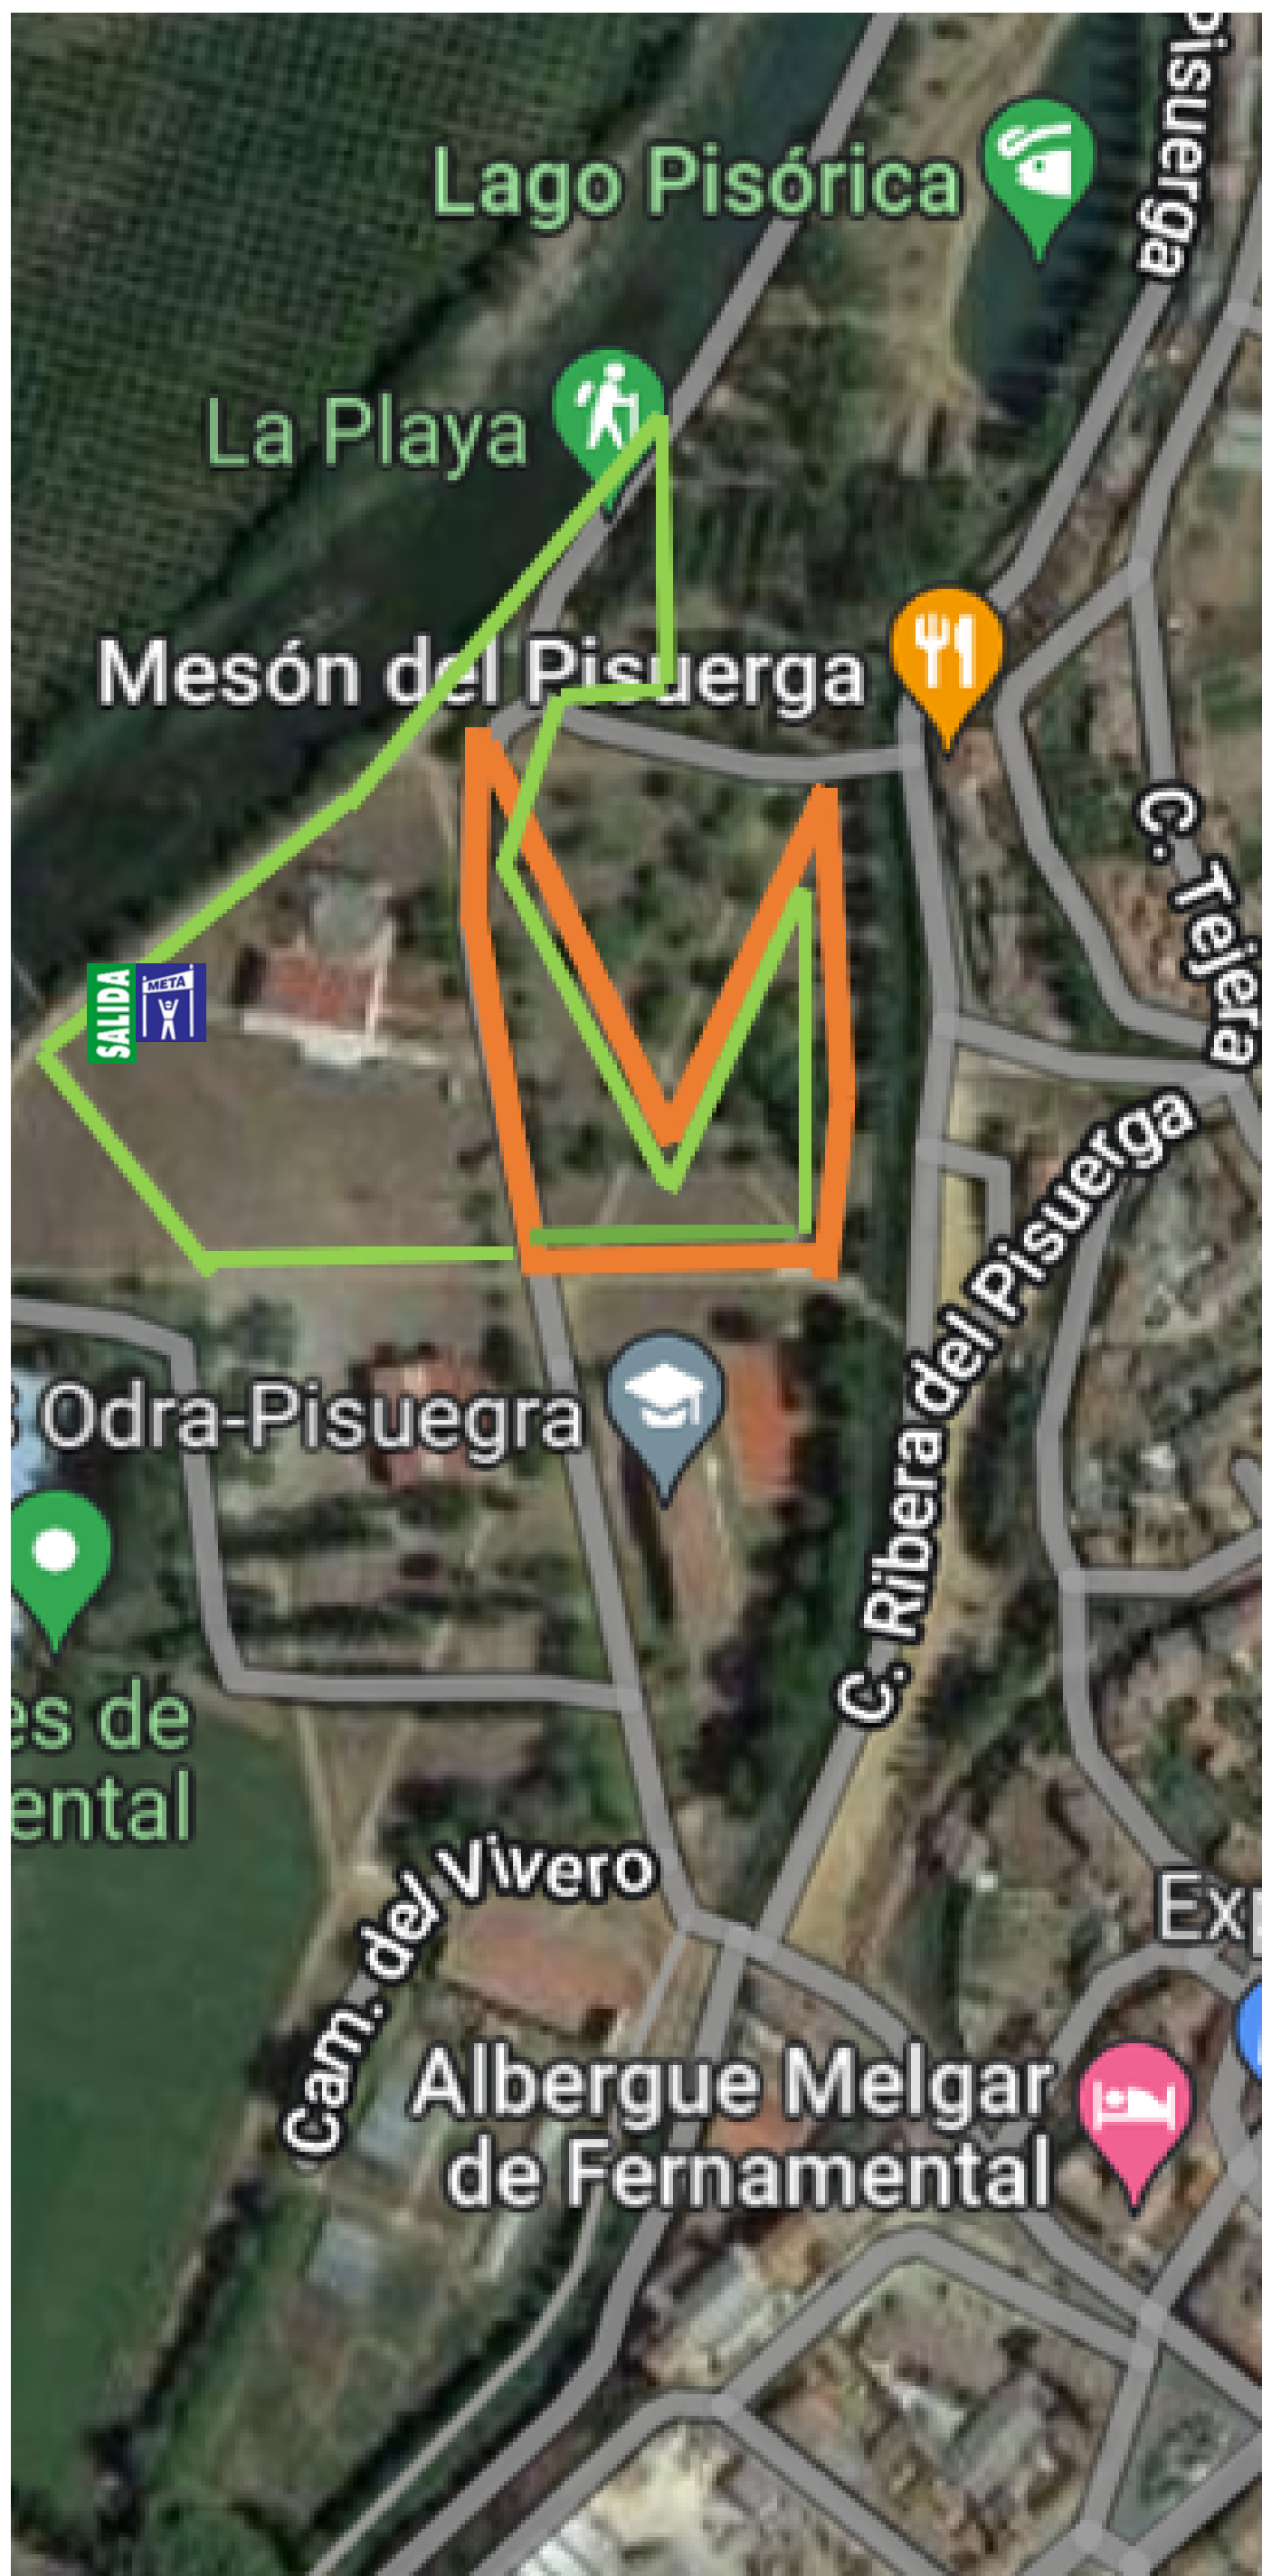 pisuerga
Lago Pisórica
La Playa
Mesón del Pisuerga
C. Tejera
SALIDA
META
C. Ribera del Pisuerga
Odra-Pisuegra
es de
ental
Cam. del Vivero
Exp
Albergue Melgar
de Fernamental